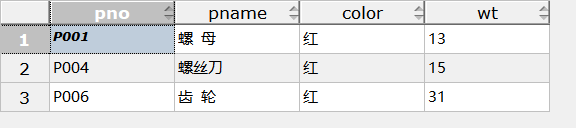 pno pname color wt
1 P001 螺 母 红 13
2 P004 螺丝刀 红 15
3 P006 齿 轮 红 31